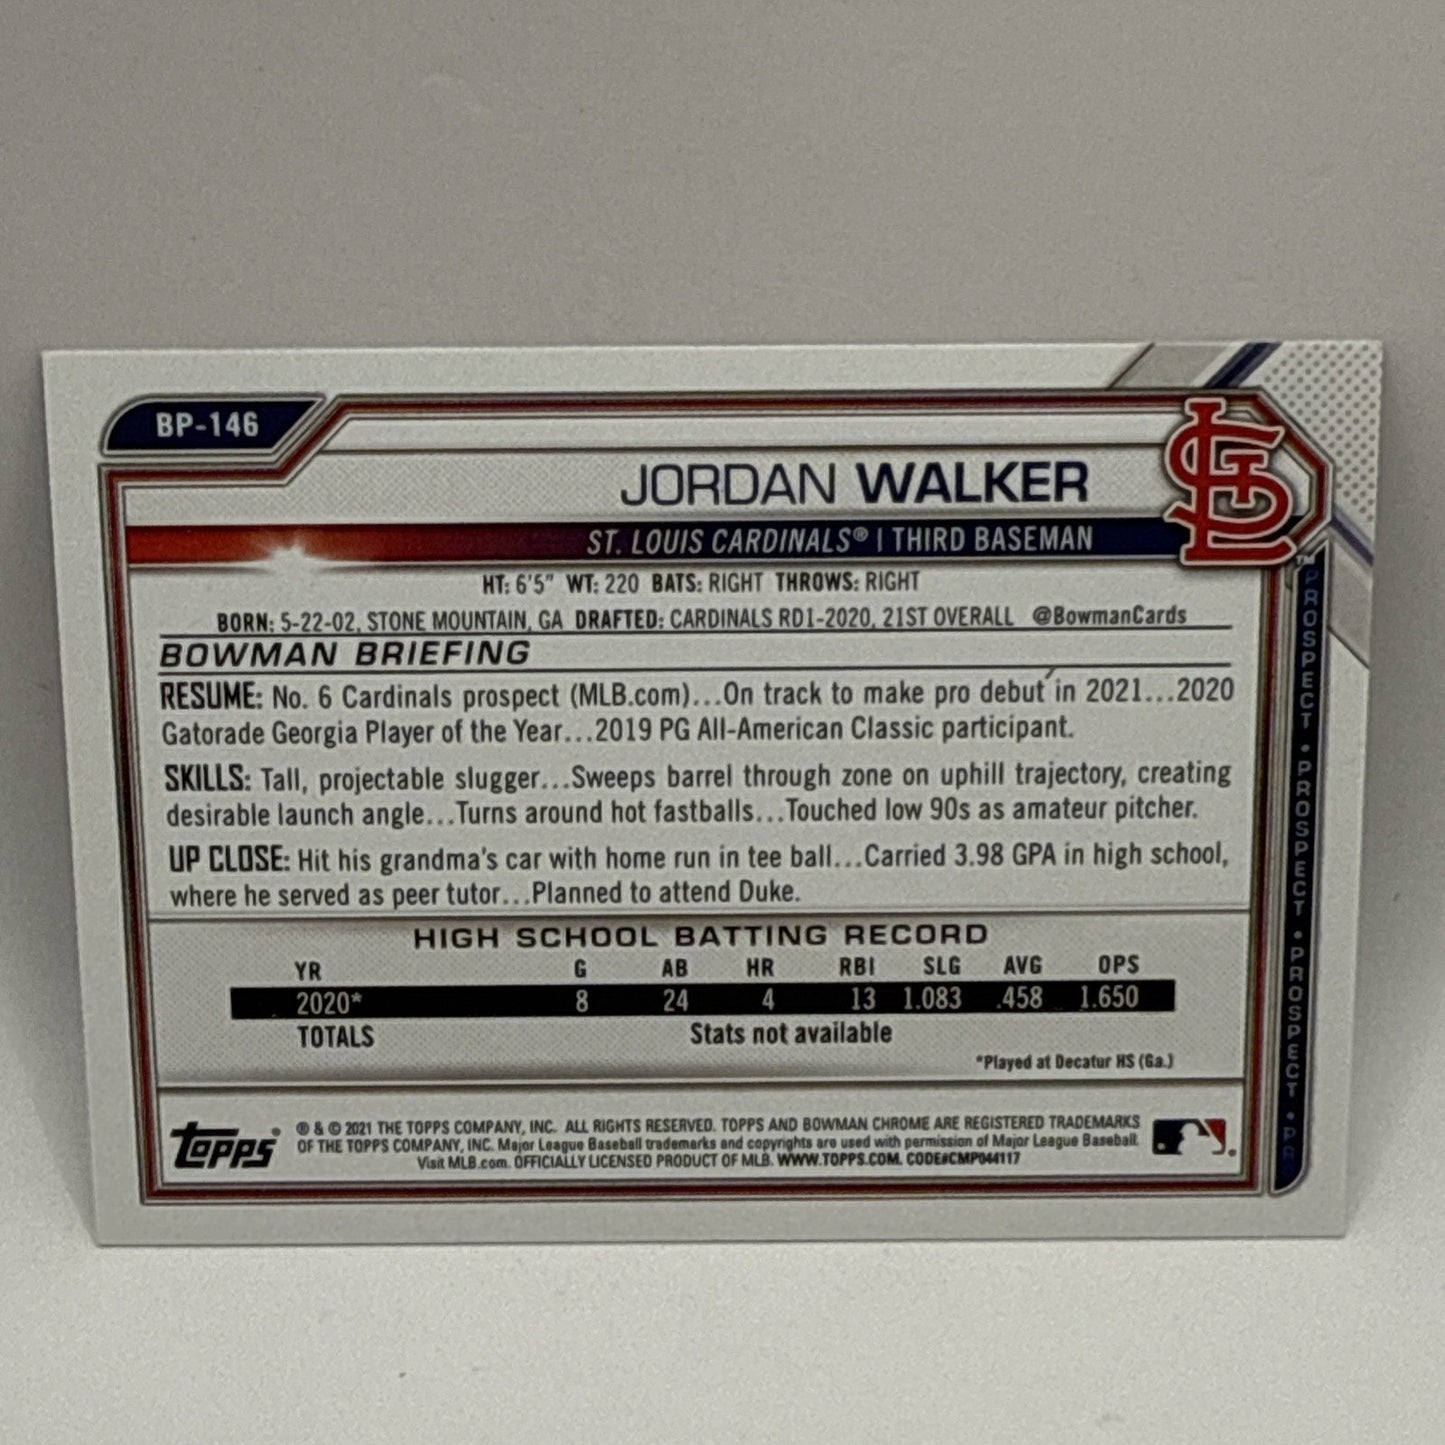 BP-146
JORDAN WALKER
ST. LOUIS CARDINALS® | THIRD BASEMAN
HT: 6'5" WT: 220 BATS: RIGHT THROWS: RIGHT
BORN: 5-22-02, STONE MOUNTAIN, GA DRAFTED: CARDINALS RD1-2020, 21ST OVERALL @BowmanCards
BOWMAN BRIEFING
RESUME: No. 6 Cardinals prospect (MLB.com)...On track to make pro debut in 2021...2020
Gatorade Georgia Player of the Year...2019 PG All-American Classic participant.
SKILLS: Tall, projectable slugger...Sweeps barrel through zone on uphill trajectory, creating
desirable launch angle...Turns around hot fastballs...Touched low 90s as amateur pitcher.
UP CLOSE: Hit his grandma's car with home run in tee ball...Carried 3.98 GPA in high school,
where he served as peer tutor...Planned to attend Duke.
HIGH SCHOOL BATTING RECORD
YR G AB HR RBI SLG AVG OPS
2020* 8 24 4 13 1.083 .458 1.650
TOTALS Stats not available
*Played at Decatur HS (Ga.)
topps®
® & © 2021 THE TOPPS COMPANY, INC. ALL RIGHTS RESERVED. TOPPS AND BOWMAN CHROME ARE REGISTERED TRADEMARKS
OF THE TOPPS COMPANY, INC. Major League Baseball trademarks and copyrights are used with permission of Major League Baseball.
Visit MLB.com. OFFICIALLY LICENSED PRODUCT OF MLB. WWW.TOPPS.COM. CODE#CMP044117
STL
PROSPECT • PROSPECT • PROSPECT • PR